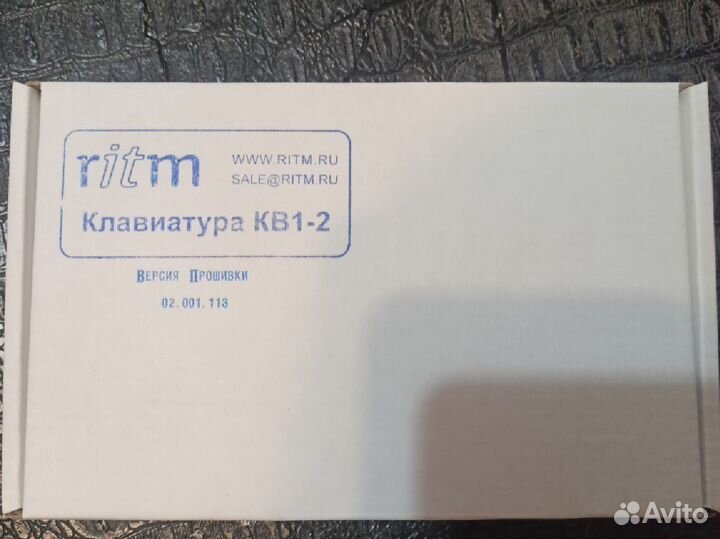 ritm
WWW.RITM.RU
SALE@RITM.RU
Клавиатура КВ1-2
Версия Прошивки
02.001.113
Avito